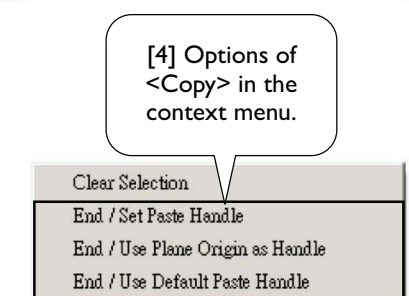 [4] Options of
<Copy> in the
context menu.
Clear Selection
End / Set Paste Handle
End / Use Plane Origin as Handle
End / Use Default Paste Handle